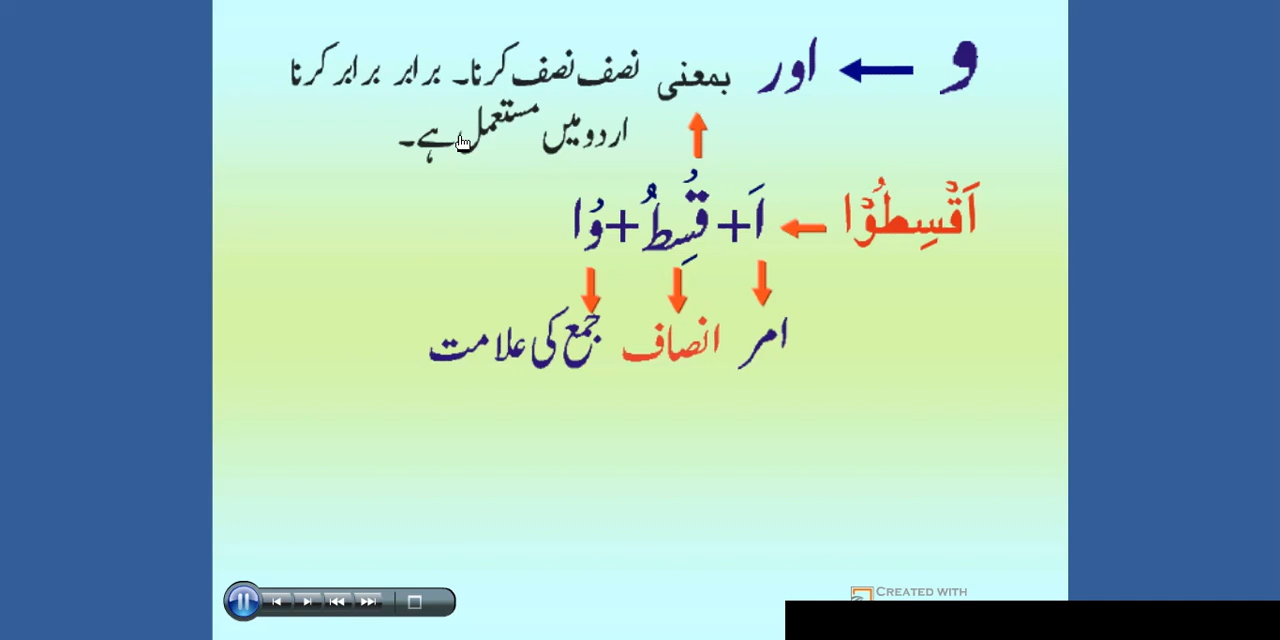 و ← اور بمعنی نصف نصف کرنا۔ برابر برابر کرنا
اردو میں مستعمل ہے۔
اَقْسِطُوْا ← اَ + قُسِطُ + وُا
امر انصاف جمع کی علامت
CREATED WITH